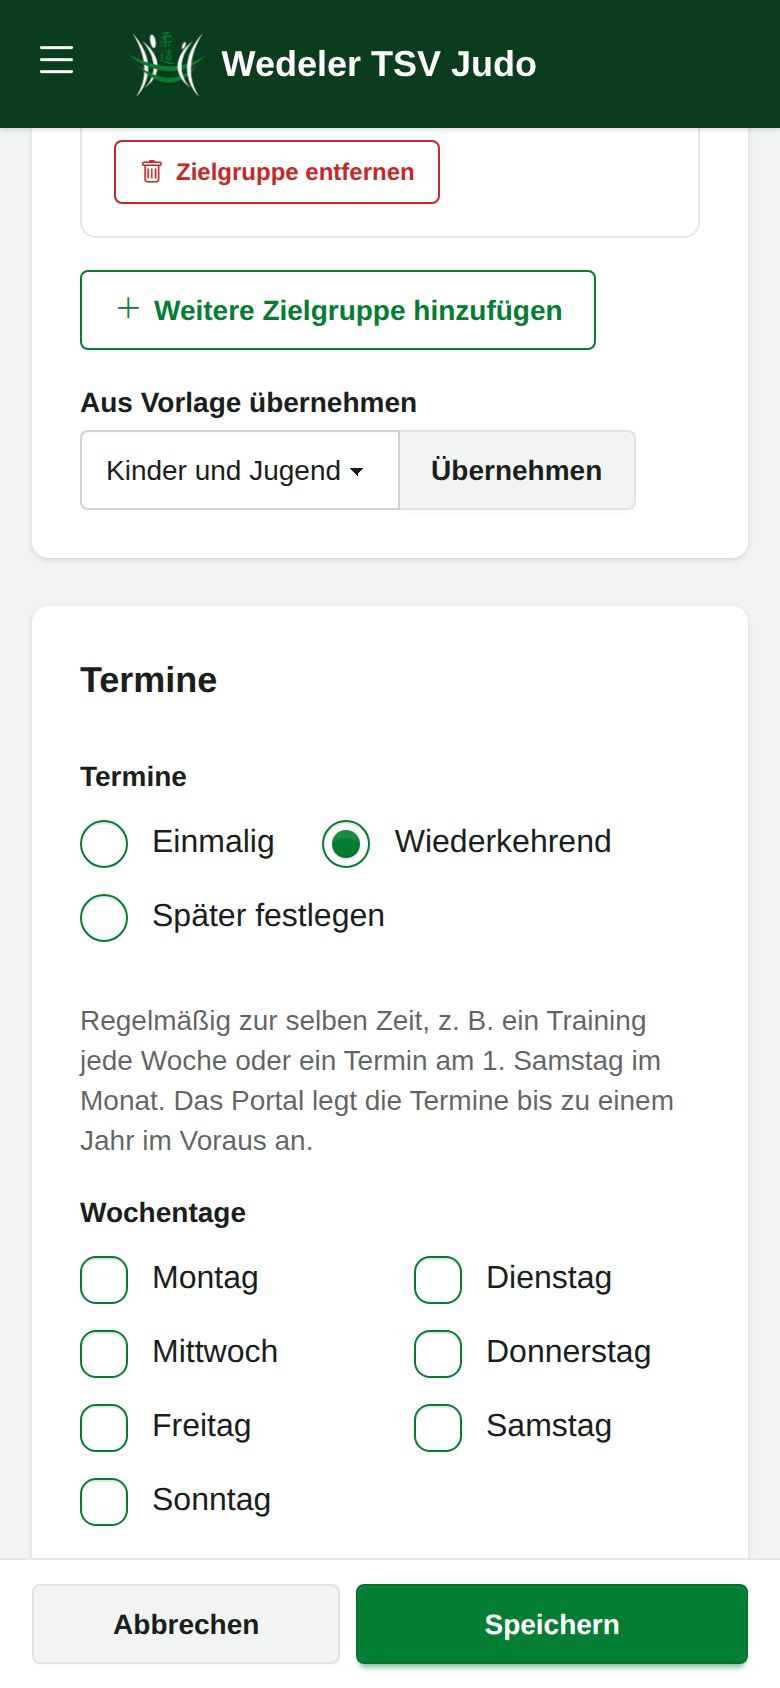 Wedeler TSV Judo
Zielgruppe entfernen
Weitere Zielgruppe hinzufügen
Aus Vorlage übernehmen
Kinder und Jugend
Übernehmen
Termine
Termine
Einmalig
Wiederkehrend
Später festlegen
Regelmäßig zur selben Zeit, z. B. ein Training
jede Woche oder ein Termin am 1. Samstag im
Monat. Das Portal legt die Termine bis zu einem
Jahr im Voraus an.
Wochentage
Montag
Dienstag
Mittwoch
Donnerstag
Freitag
Samstag
Sonntag
Abbrechen
Speichern